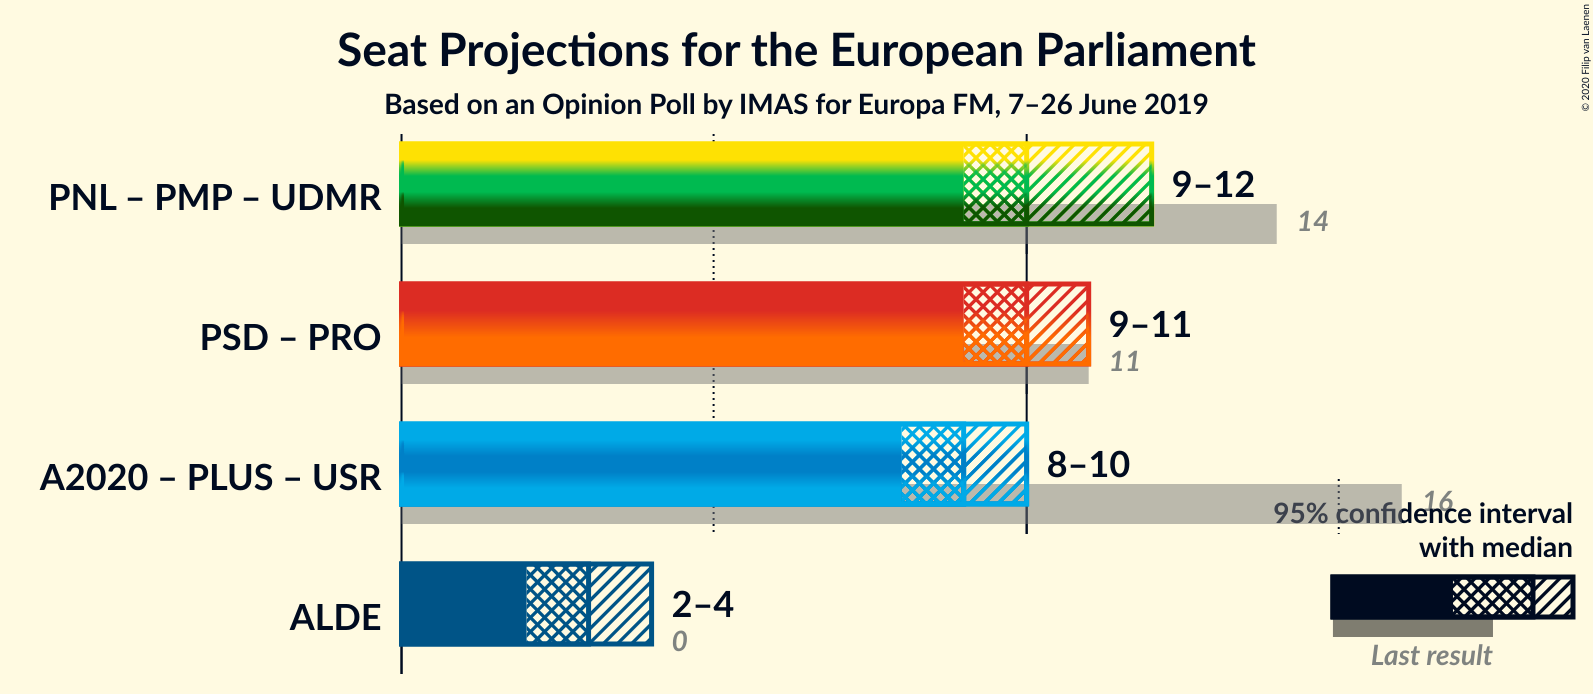 Seat Projections for the European Parliament
Based on an Opinion Poll by IMAS for Europa FM, 7–26 June 2019
© 2020 Filip van Laenen
PNL – PMP – UDMR
9–12
14
PSD – PRO
9–11
11
A2020 – PLUS – USR
8–10
16
95% confidence interval
with median
Last result
ALDE
2–4
0